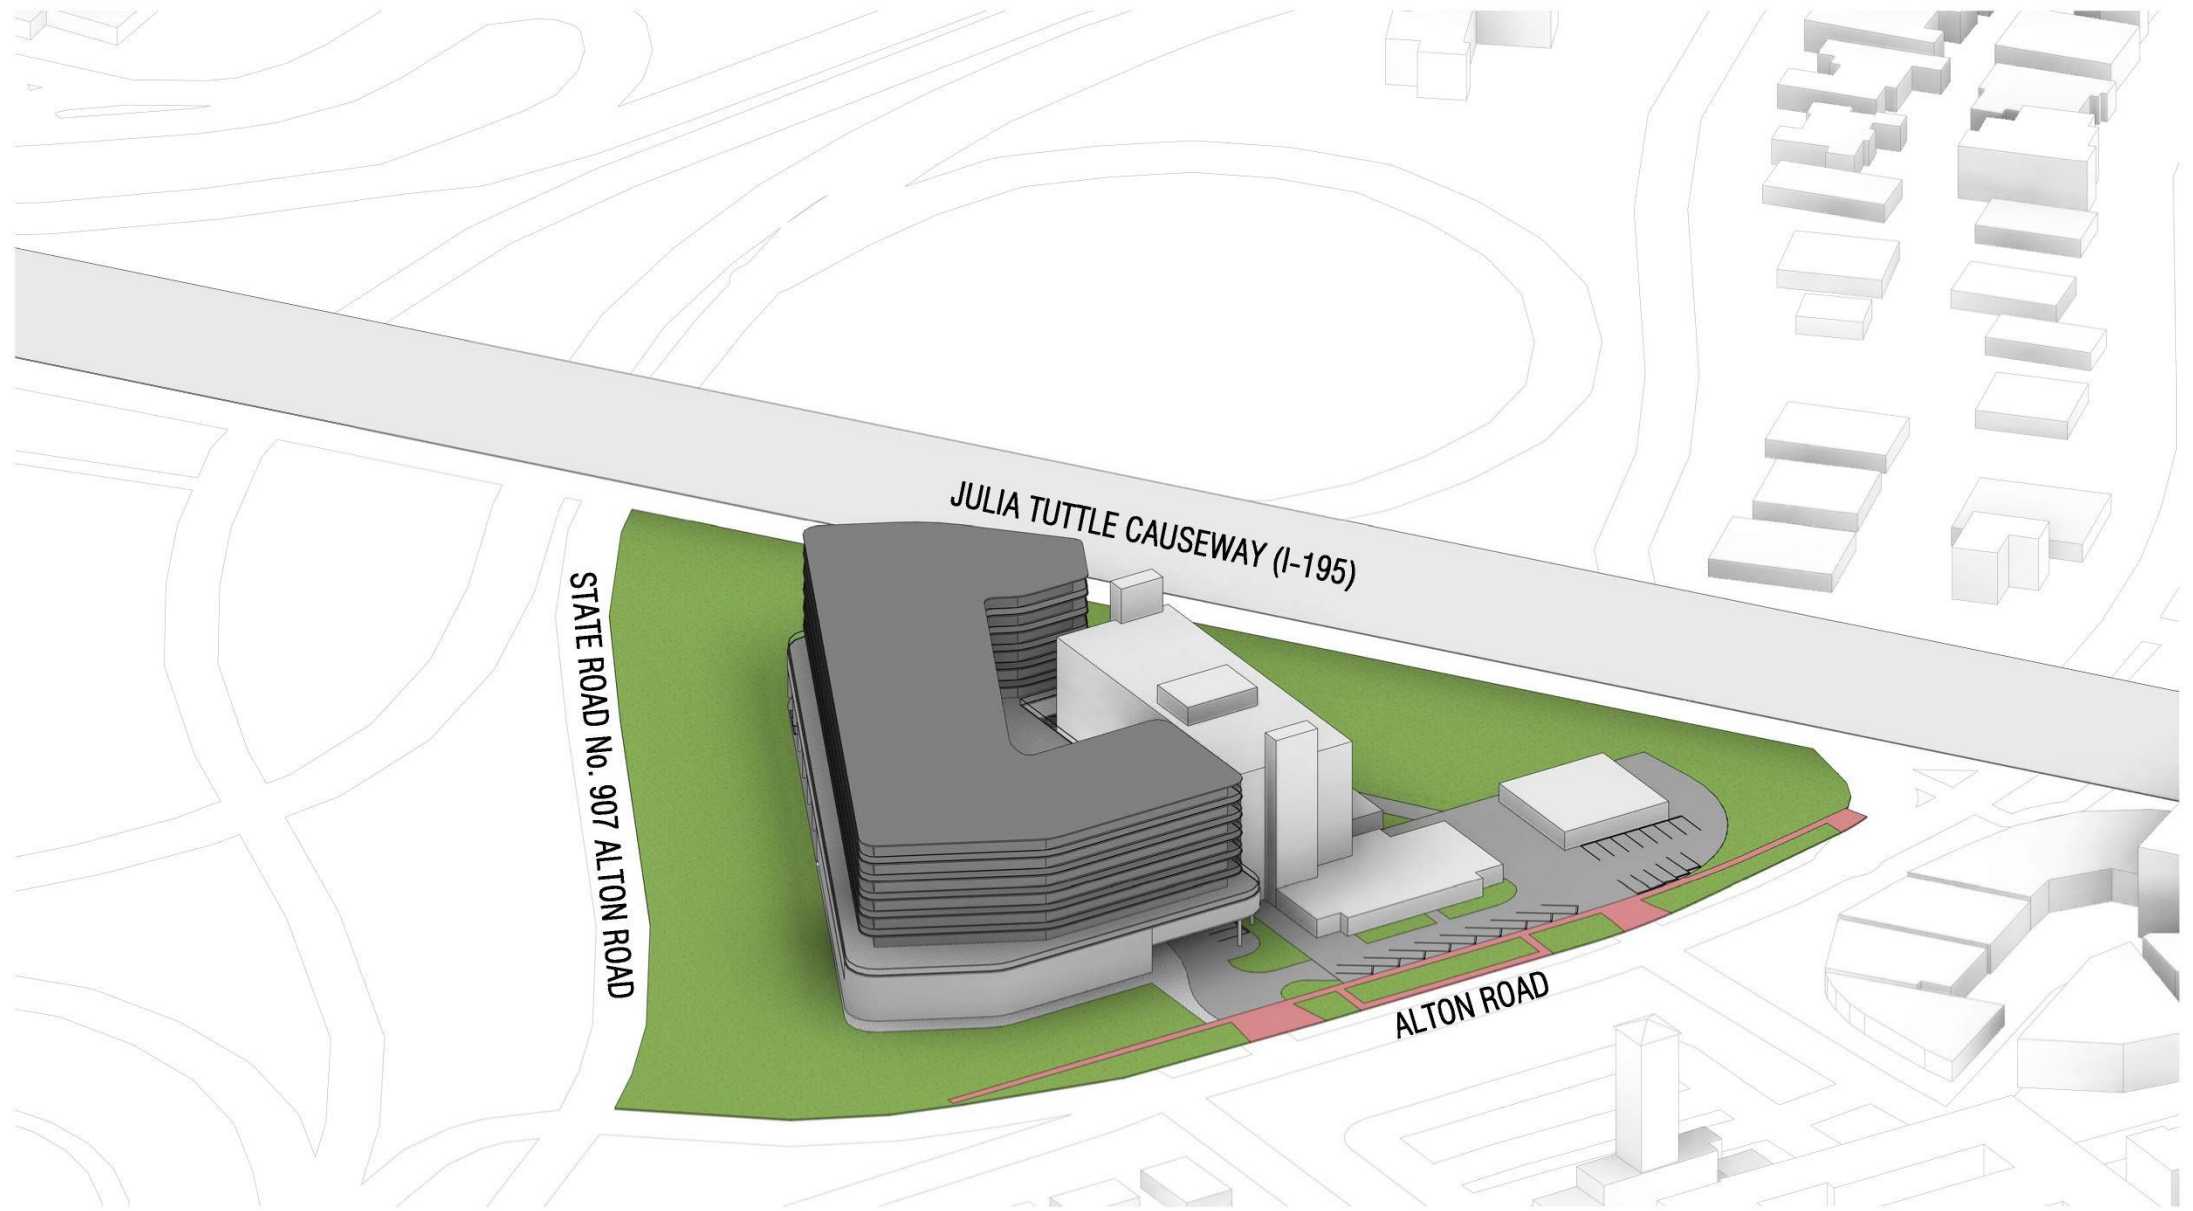 JULIA TUTTLE CAUSEWAY (I-195)
STATE ROAD No. 907 ALTON ROAD
ALTON ROAD